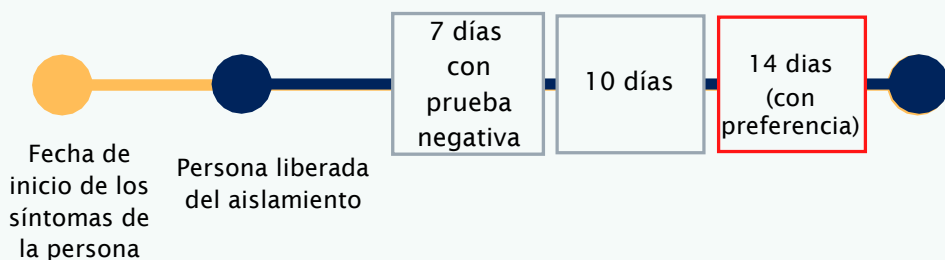 Fecha de
inicio de los
síntomas de
la persona
Persona liberada
del aislamiento
7 días
con
prueba
negativa
10 días
14 dias
(con
preferencia)